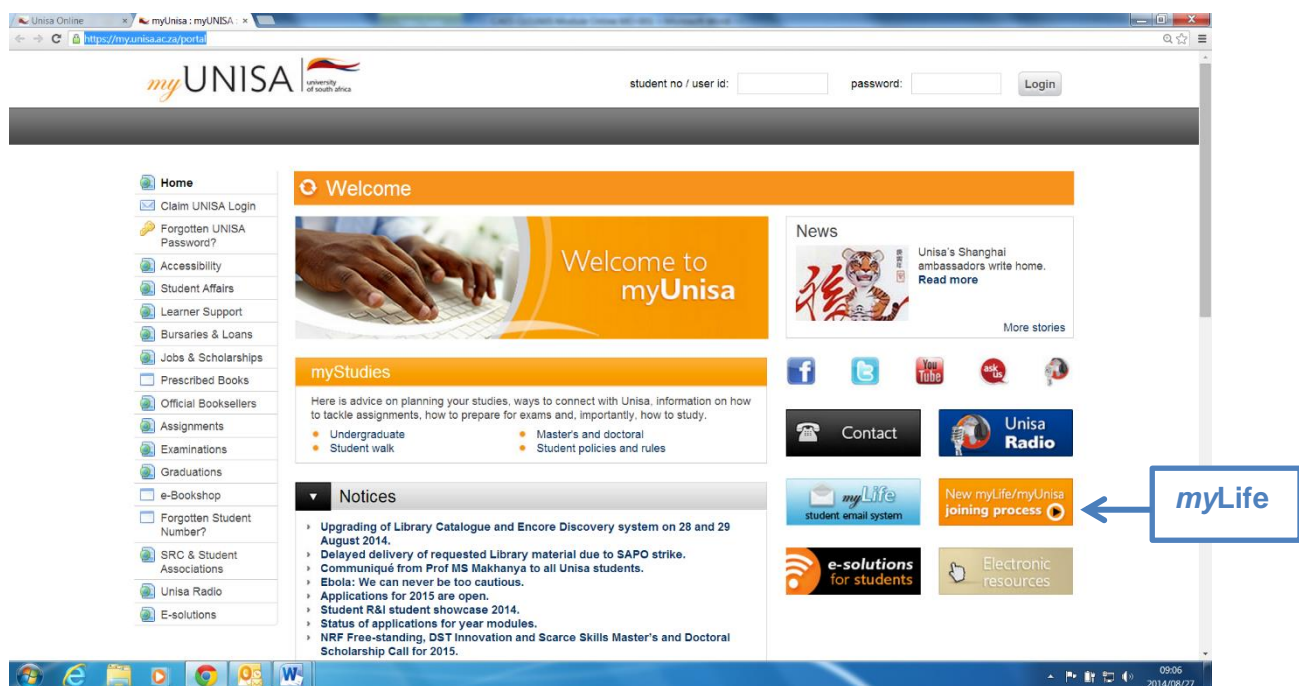 Unisa Online
myUnisa : myUNISA :
https://my.unisa.ac.za/portal
myUNISA
university
of south africa
student no / user id:
password:
Login
Home
Claim UNISA Login
Forgotten UNISA
Password?
Accessibility
Student Affairs
Learner Support
Bursaries & Loans
Jobs & Scholarships
Prescribed Books
Official Booksellers
Assignments
Examinations
Graduations
e-Bookshop
Forgotten Student
Number?
SRC & Student
Associations
Unisa Radio
E-solutions
Welcome
Welcome to
myUnisa
myStudies
Here is advice on planning your studies, ways to connect with Unisa, information on how
to tackle assignments, how to prepare for exams and, importantly, how to study.
Undergraduate
Student walk
Master's and doctoral
Student policies and rules
Notices
Upgrading of Library Catalogue and Encore Discovery system on 28 and 29
August 2014.
Delayed delivery of requested Library material due to SAPO strike.
Communiqué from Prof MS Makhanya to all Unisa students.
Ebola: We can never be too cautious.
Applications for 2015 are open.
Student R&I student showcase 2014.
Status of applications for year modules.
NRF Free-standing, DST Innovation and Scarce Skills Master's and Doctoral
Scholarship Call for 2015.
News
Unisa's Shanghai
ambassadors write home.
Read more
More stories
You
Tube
ask
us
Contact
Unisa
Radio
myLife
student email system
New myLife/myUnisa
joining process
e-solutions
for students
Electronic
resources
myLife
09:06
2014/08/27